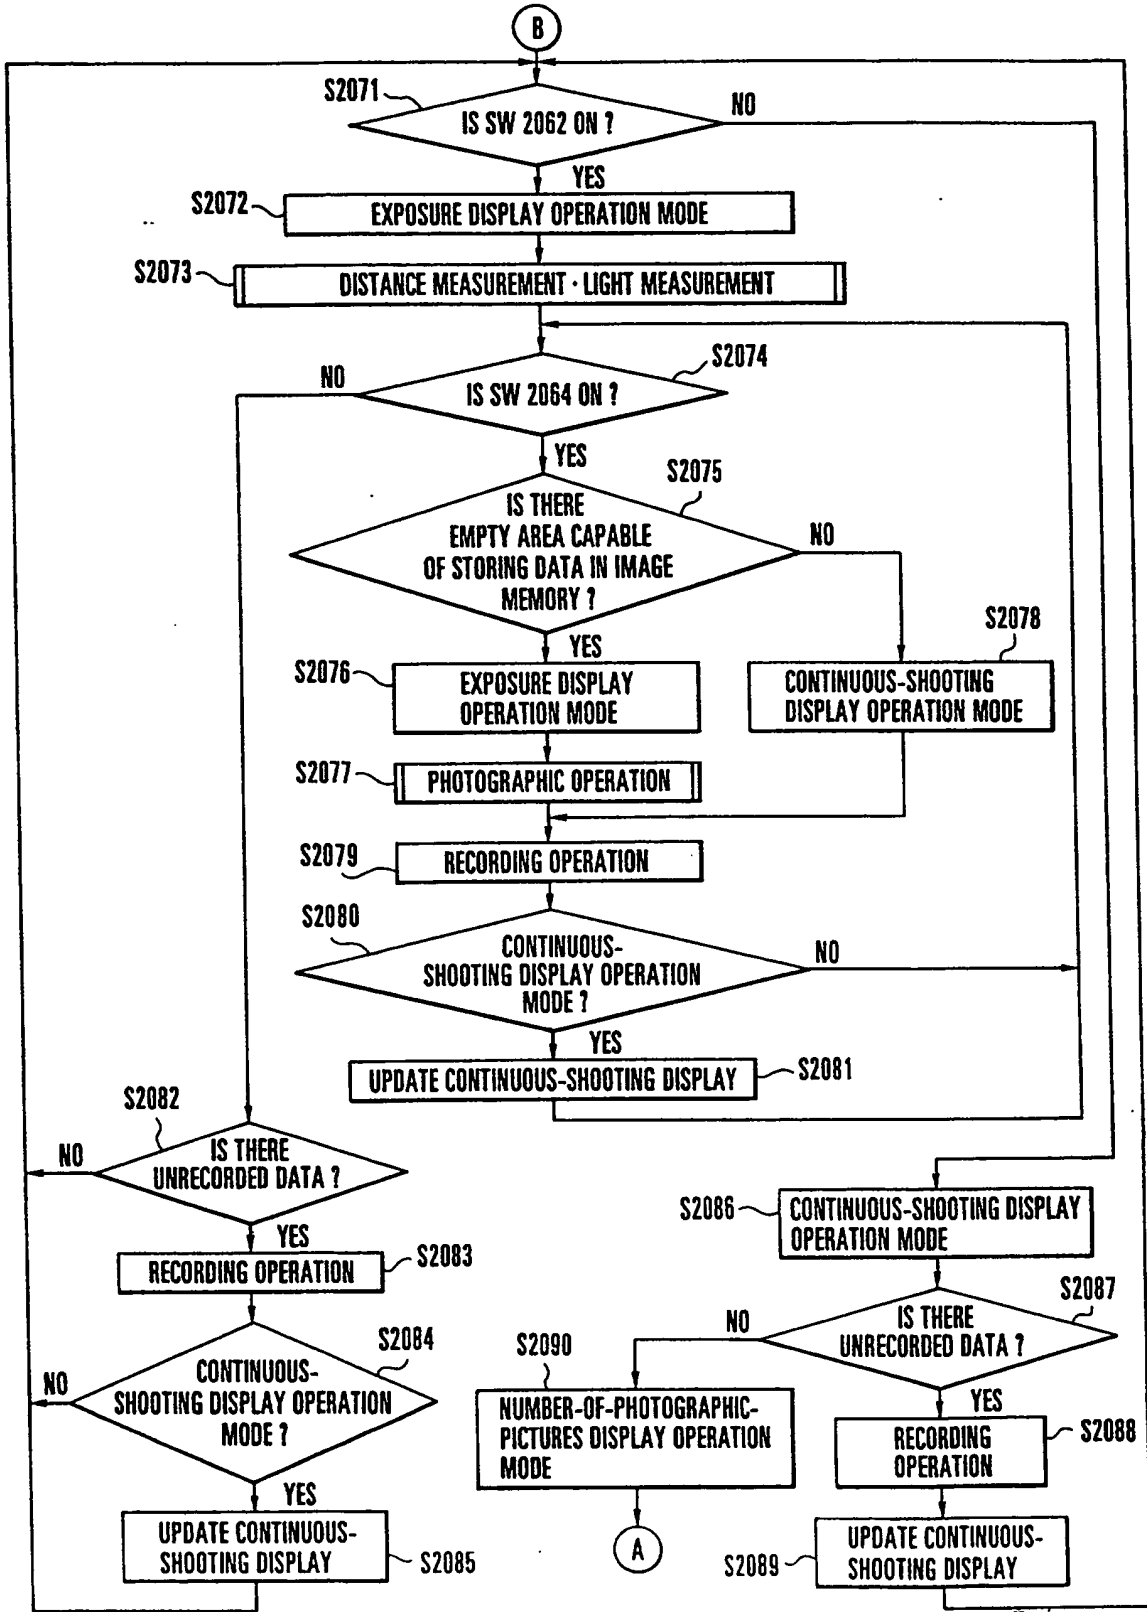 B
S2071
IS SW 2062 ON ?
NO
YES
S2072
EXPOSURE DISPLAY OPERATION MODE
S2073
DISTANCE MEASUREMENT · LIGHT MEASUREMENT
S2074
NO
IS SW 2064 ON ?
YES
S2075
IS THERE
EMPTY AREA CAPABLE
OF STORING DATA IN IMAGE
MEMORY ?
NO
YES
S2076
EXPOSURE DISPLAY
OPERATION MODE
S2078
CONTINUOUS-SHOOTING
DISPLAY OPERATION MODE
S2077
PHOTOGRAPHIC OPERATION
S2079
RECORDING OPERATION
S2080
CONTINUOUS-
SHOOTING DISPLAY OPERATION
MODE ?
NO
YES
UPDATE CONTINUOUS-SHOOTING DISPLAY
S2081
S2082
IS THERE
UNRECORDED DATA ?
NO
YES
RECORDING OPERATION
S2083
S2084
CONTINUOUS-
SHOOTING DISPLAY OPERATION
MODE ?
NO
YES
UPDATE CONTINUOUS-
SHOOTING DISPLAY
S2085
S2086
CONTINUOUS-SHOOTING DISPLAY
OPERATION MODE
S2087
IS THERE
UNRECORDED DATA ?
NO
YES
S2090
NUMBER-OF-PHOTOGRAPHIC-
PICTURES DISPLAY OPERATION
MODE
A
RECORDING
OPERATION
S2088
S2089
UPDATE CONTINUOUS-
SHOOTING DISPLAY